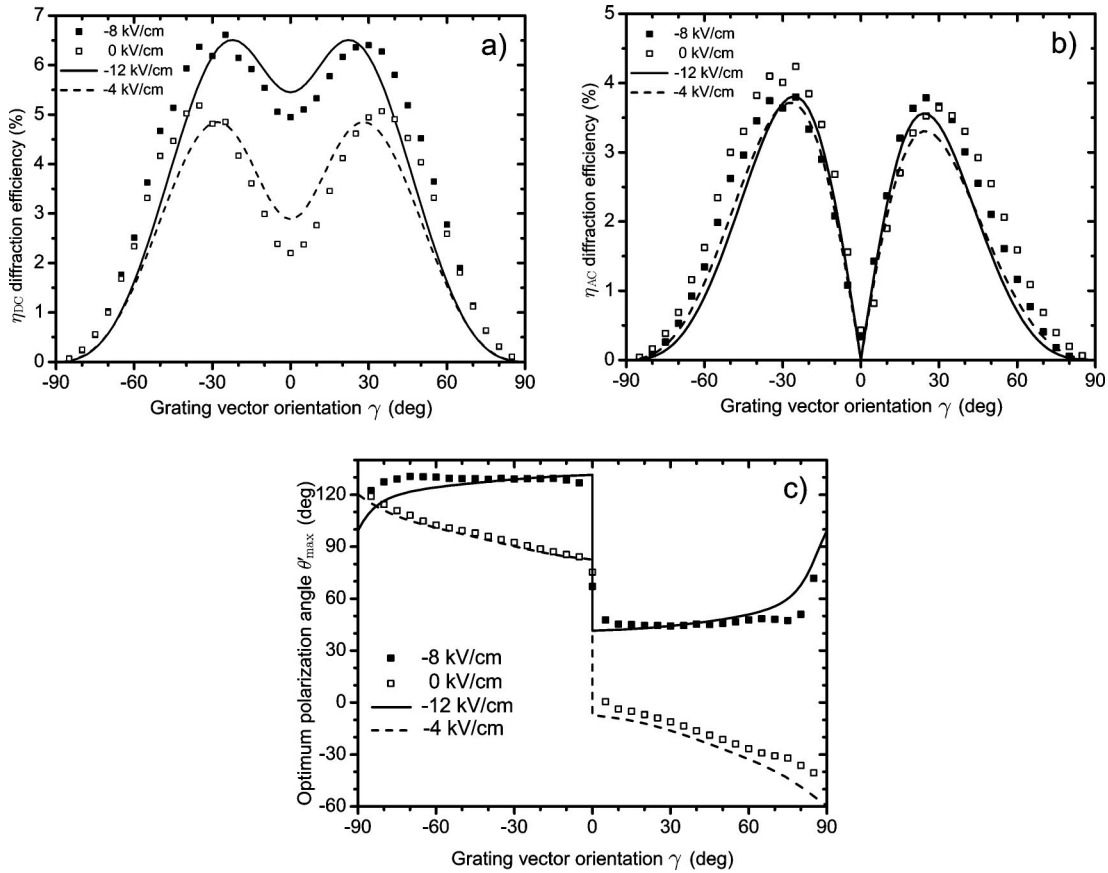 a)
-8 kV/cm
0 kV/cm
-12 kV/cm
-4 kV/cm
7
6
5
4
3
2
1
0
η_DC diffraction efficiency (%)
-90 -60 -30 0 30 60 90
Grating vector orientation γ (deg)
b)
-8 kV/cm
0 kV/cm
-12 kV/cm
-4 kV/cm
5
4
3
2
1
0
η_AC diffraction efficiency (%)
-90 -60 -30 0 30 60 90
Grating vector orientation γ (deg)
c)
120
90
60
30
0
-30
-60
Optimum polarization angle θ′_max (deg)
-8 kV/cm
0 kV/cm
-12 kV/cm
-4 kV/cm
-90 -60 -30 0 30 60 90
Grating vector orientation γ (deg)